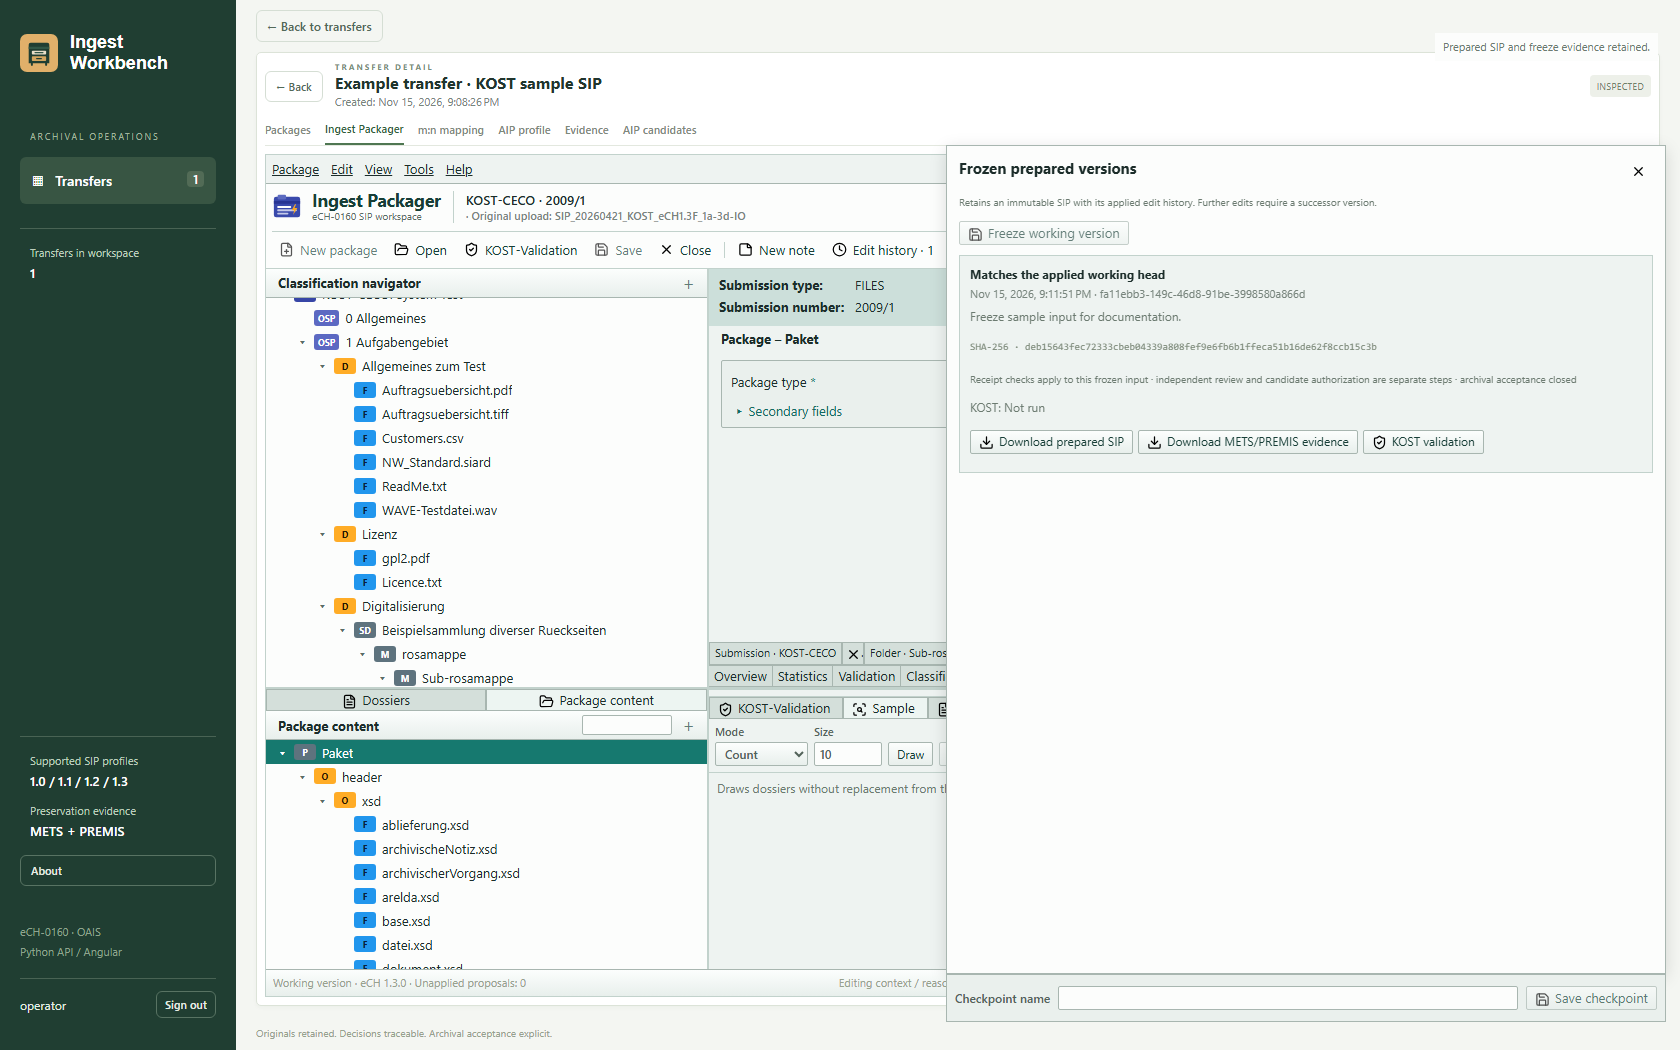 Ingest
Workbench
ARCHIVAL OPERATIONS
Transfers 1
Transfers in workspace
1
Supported SIP profiles
1.0 / 1.1 / 1.2 / 1.3
Preservation evidence
METS + PREMIS
About
eCH-0160 · OAIS
Python API / Angular
operator Sign out
← Back to transfers
Prepared SIP and freeze evidence retained.
← Back
TRANSFER DETAIL
Example transfer · KOST sample SIP
Created: Nov 15, 2026, 9:08:26 PM
INSPECTED
Packages Ingest Packager m:n mapping AIP profile Evidence AIP candidates
Package Edit View Tools Help
Ingest Packager
eCH-0160 SIP workspace
KOST-CECO · 2009/1
· Original upload: SIP_20260421_KOST_eCH1.3F_1a-3d-IO
New package Open KOST-Validation Save Close New note Edit history · 1
Classification navigator +
OSP 0 Allgemeines
OSP 1 Aufgabengebiet
D Allgemeines zum Test
F Auftragsuebersicht.pdf
F Auftragsuebersicht.tiff
F Customers.csv
F NW_Standard.siard
F ReadMe.txt
F WAVE-Testdatei.wav
D Lizenz
F gpl2.pdf
F Licence.txt
D Digitalisierung
SD Beispielsammlung diverser Rueckseiten
M rosamappe
M Sub-rosamappe
Dossiers Package content
Package content +
P Paket
O header
O xsd
F ablieferung.xsd
F archivischeNotiz.xsd
F archivischerVorgang.xsd
F arelda.xsd
F base.xsd
F datei.xsd
F dokument.xsd
Working version · eCH 1.3.0 · Unapplied proposals: 0
Editing context / reaso
Submission type: FILES
Submission number: 2009/1
Package – Paket
Package type *
Secondary fields
Submission · KOST-CECO Folder · Sub-ros
Overview Statistics Validation Classifi
KOST-Validation Sample
Mode Size
Count 10 Draw
Draws dossiers without replacement from th
Frozen prepared versions
Retains an immutable SIP with its applied edit history. Further edits require a successor version.
Freeze working version
Matches the applied working head
Nov 15, 2026, 9:11:51 PM · fa11ebb3-149c-46d8-91be-3998580a866d
Freeze sample input for documentation.
SHA-256 · deb15643fec72333cbeb04339a808fef9e6fb6b1ffeca51b16de62f8ccb15c3b
Receipt checks apply to this frozen input · independent review and candidate authorization are separate steps · archival acceptance closed
KOST: Not run
Download prepared SIP Download METS/PREMIS evidence KOST validation
Checkpoint name Save checkpoint
Originals retained. Decisions traceable. Archival acceptance explicit.